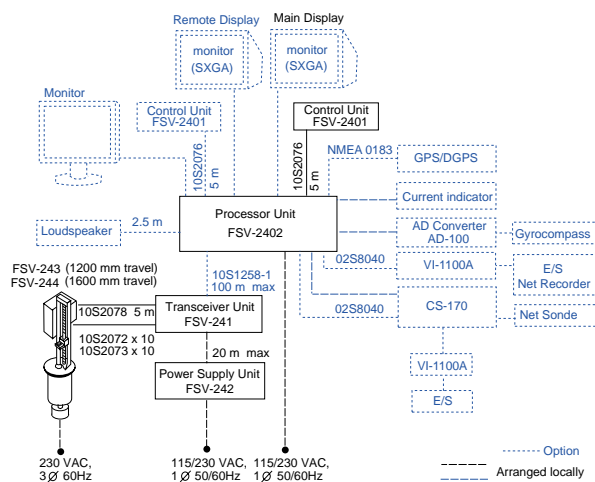 Remote Display
Main Display
monitor
(SXGA)
monitor
(SXGA)
Monitor
Control Unit
FSV-2401
Control Unit
FSV-2401
10S2076
5 m
10S2076
5 m
NMEA 0183
GPS/DGPS
Current indicator
Loudspeaker
2.5 m
Processor Unit
FSV-2402
AD Converter
AD-100
Gyrocompass
02S8040
VI-1100A
E/S
Net Recorder
FSV-243 (1200 mm travel)
FSV-244 (1600 mm travel)
10S1258-1
100 m max
10S2078 5 m
Transceiver Unit
FSV-241
02S8040
CS-170
Net Sonde
10S2072 x 10
10S2073 x 10
20 m max
Power Supply Unit
FSV-242
VI-1100A
E/S
230 VAC,
3 Ø 60Hz
115/230 VAC,
1 Ø 50/60Hz
115/230 VAC,
1 Ø 50/60Hz
Option
Arranged locally